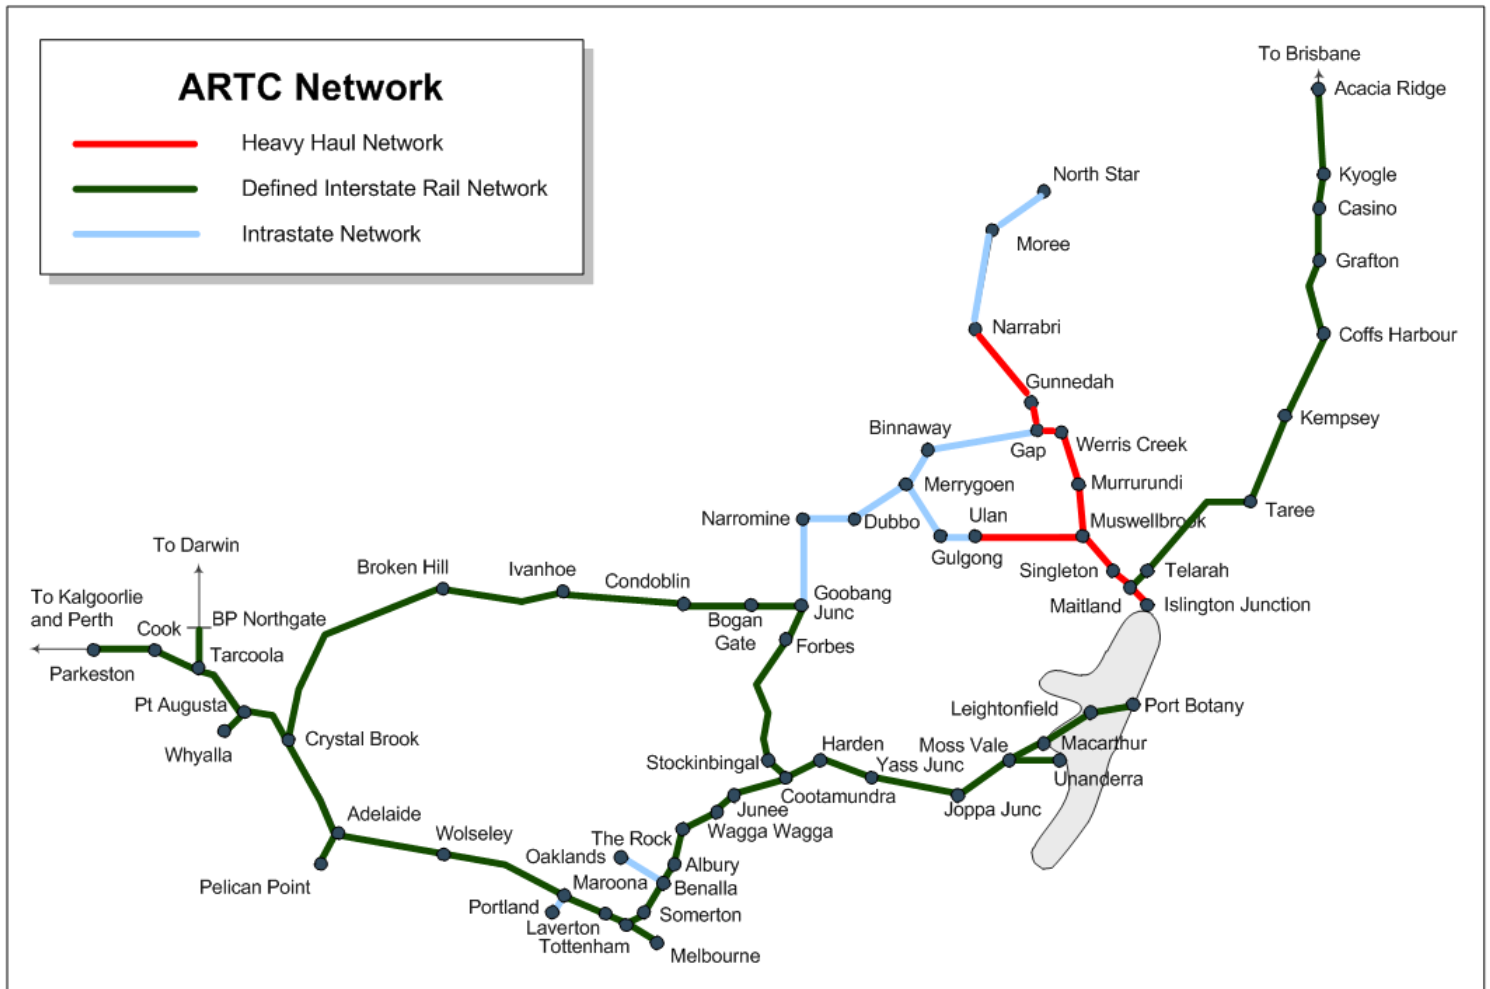 ARTC Network
Heavy Haul Network
Defined Interstate Rail Network
Intrastate Network
To Brisbane
Acacia Ridge
Kyogle
Casino
Grafton
Coffs Harbour
Kempsey
Taree
North Star
Moree
Narrabri
Gunnedah
Binnaway
Gap
Werris Creek
Merrygoen
Murrurundi
Narromine
Dubbo
Ulan
Muswellbrook
Gulgong
Singleton
Telarah
Maitland
Islington Junction
To Darwin
To Kalgoorlie
and Perth
Cook
BP Northgate
Parkeston
Tarcoola
Pt Augusta
Whyalla
Crystal Brook
Broken Hill
Ivanhoe
Condoblin
Bogan
Gate
Goobang
Junc
Forbes
Leightonfield
Port Botany
Macarthur
Moss Vale
Unanderra
Harden
Yass Junc
Stockinbingal
Cootamundra
Joppa Junc
Junee
Wagga Wagga
The Rock
Oaklands
Albury
Benalla
Adelaide
Wolseley
Pelican Point
Maroona
Portland
Laverton
Tottenham
Somerton
Melbourne